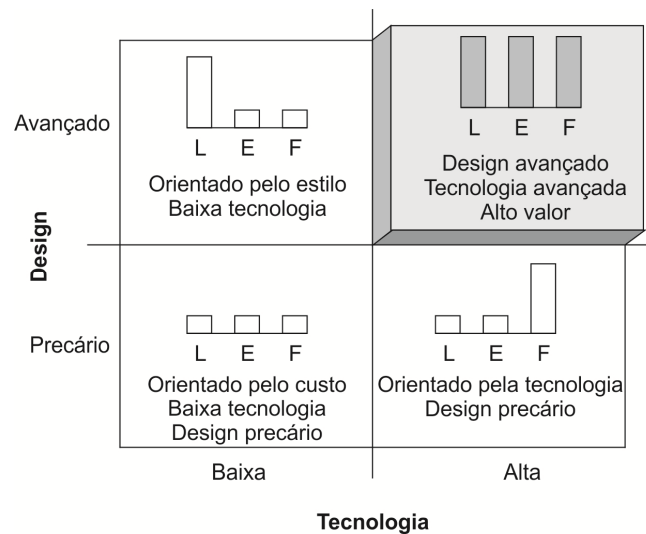 Avançado
L E F
Orientado pelo estilo
Baixa tecnologia
L E F
Design avançado
Tecnologia avançada
Alto valor
Design
Precário
L E F
Orientado pelo custo
Baixa tecnologia
Design precário
L E F
Orientado pela tecnologia
Design precário
Baixa
Alta
Tecnologia